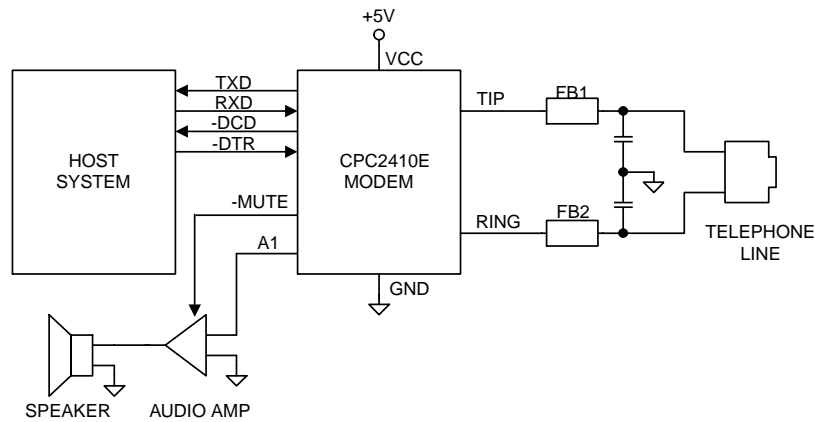 +5V
VCC
TXD
RXD
-DCD
-DTR
HOST
SYSTEM
CPC2410E
MODEM
TIP
FB1
-MUTE
A1
RING
FB2
GND
TELEPHONE
LINE
SPEAKER
AUDIO AMP